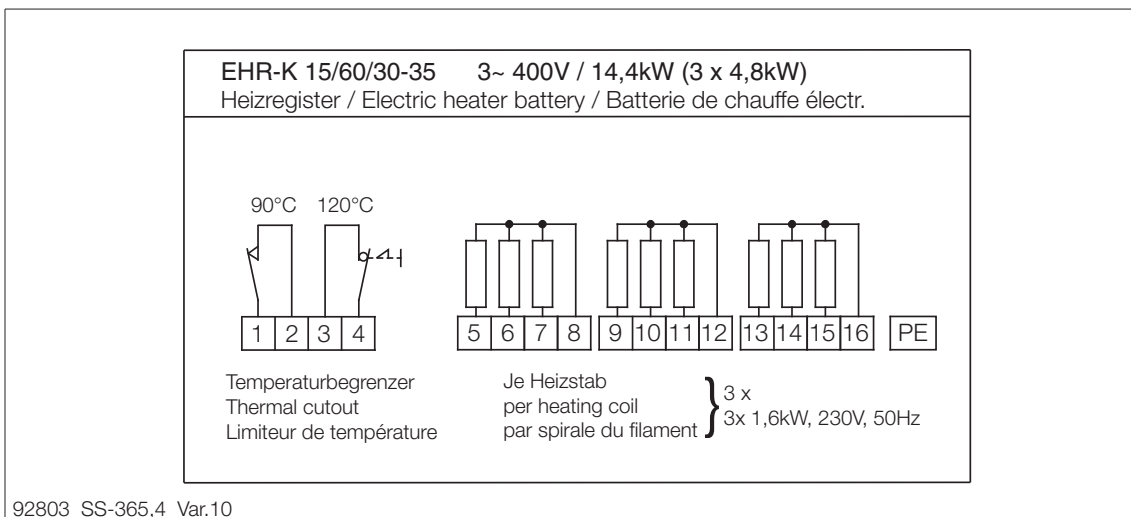 EHR-K 15/60/30-35 3~ 400V / 14,4kW (3 x 4,8kW)
Heizregister / Electric heater battery / Batterie de chauffe électr.
90°C 120°C
1 2 3 4 5 6 7 8 9 10 11 12 13 14 15 16 PE
Temperaturbegrenzer
Thermal cutout
Limiteur de température
Je Heizstab
per heating coil
par spirale du filament
3 x
3x 1,6kW, 230V, 50Hz
92803 SS-365,4 Var.10